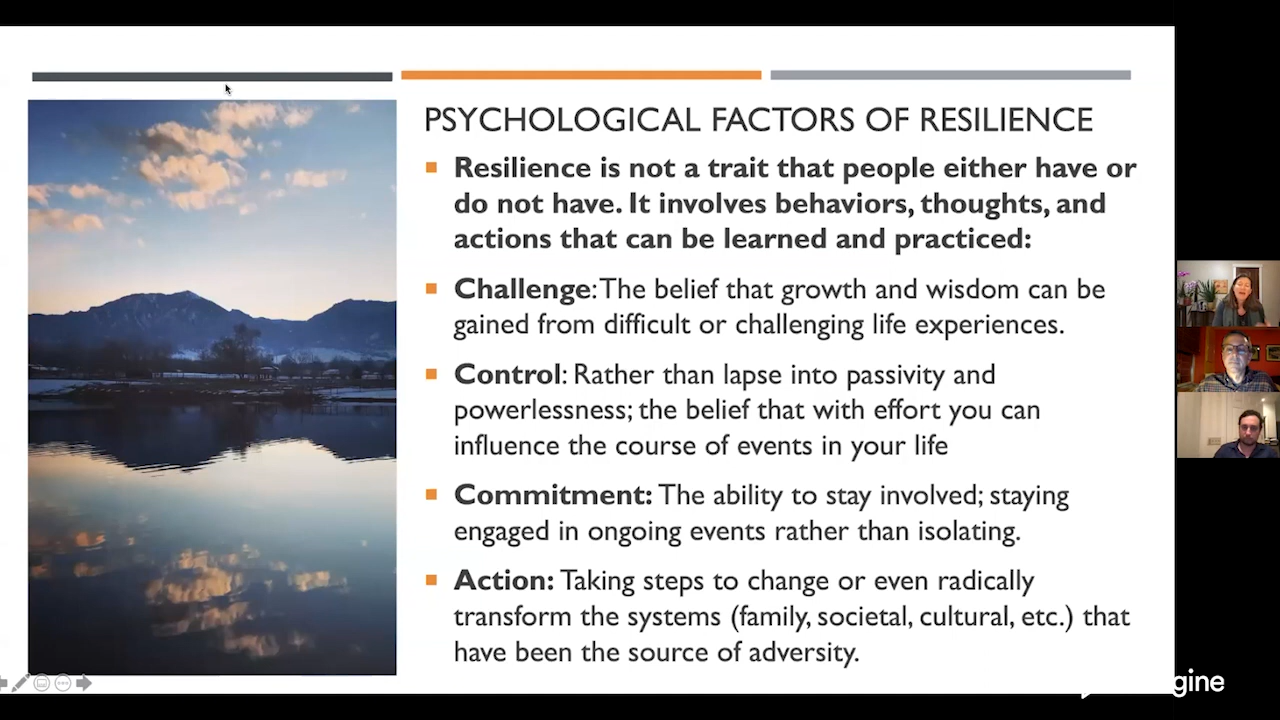 PSYCHOLOGICAL FACTORS OF RESILIENCE
Resilience is not a trait that people either have or
do not have. It involves behaviors, thoughts, and
actions that can be learned and practiced:
Challenge: The belief that growth and wisdom can be
gained from difficult or challenging life experiences.
Control: Rather than lapse into passivity and
powerlessness; the belief that with effort you can
influence the course of events in your life
Commitment: The ability to stay involved; staying
engaged in ongoing events rather than isolating.
Action: Taking steps to change or even radically
transform the systems (family, societal, cultural, etc.) that
have been the source of adversity.